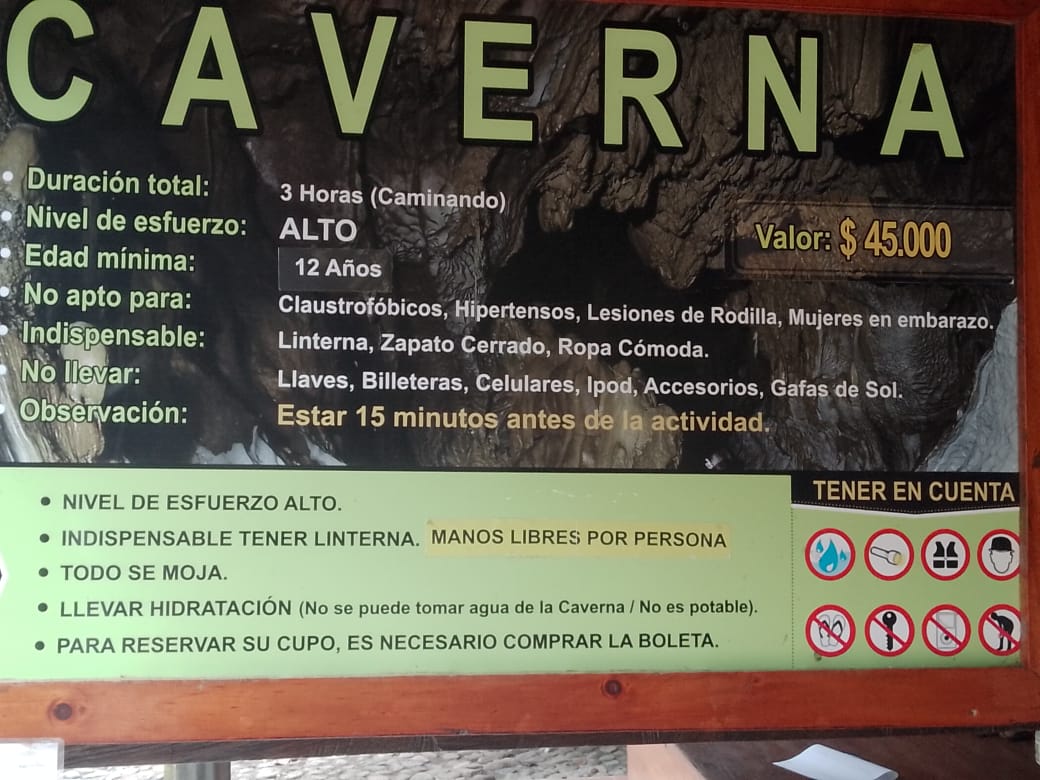 CAVERNA
Duración total: 3 Horas (Caminando)
Nivel de esfuerzo: ALTO
Valor: $ 45.000
Edad mínima: 12 Años
No apto para: Claustrofóbicos, Hipertensos, Lesiones de Rodilla, Mujeres en embarazo.
Indispensable: Linterna, Zapato Cerrado, Ropa Cómoda.
No llevar: Llaves, Billeteras, Celulares, Ipod, Accesorios, Gafas de Sol.
Observación: Estar 15 minutos antes de la actividad.
• NIVEL DE ESFUERZO ALTO.
• INDISPENSABLE TENER LINTERNA. MANOS LIBRES POR PERSONA
• TODO SE MOJA.
• LLEVAR HIDRATACIÓN (No se puede tomar agua de la Caverna / No es potable).
• PARA RESERVAR SU CUPO, ES NECESARIO COMPRAR LA BOLETA.
TENER EN CUENTA